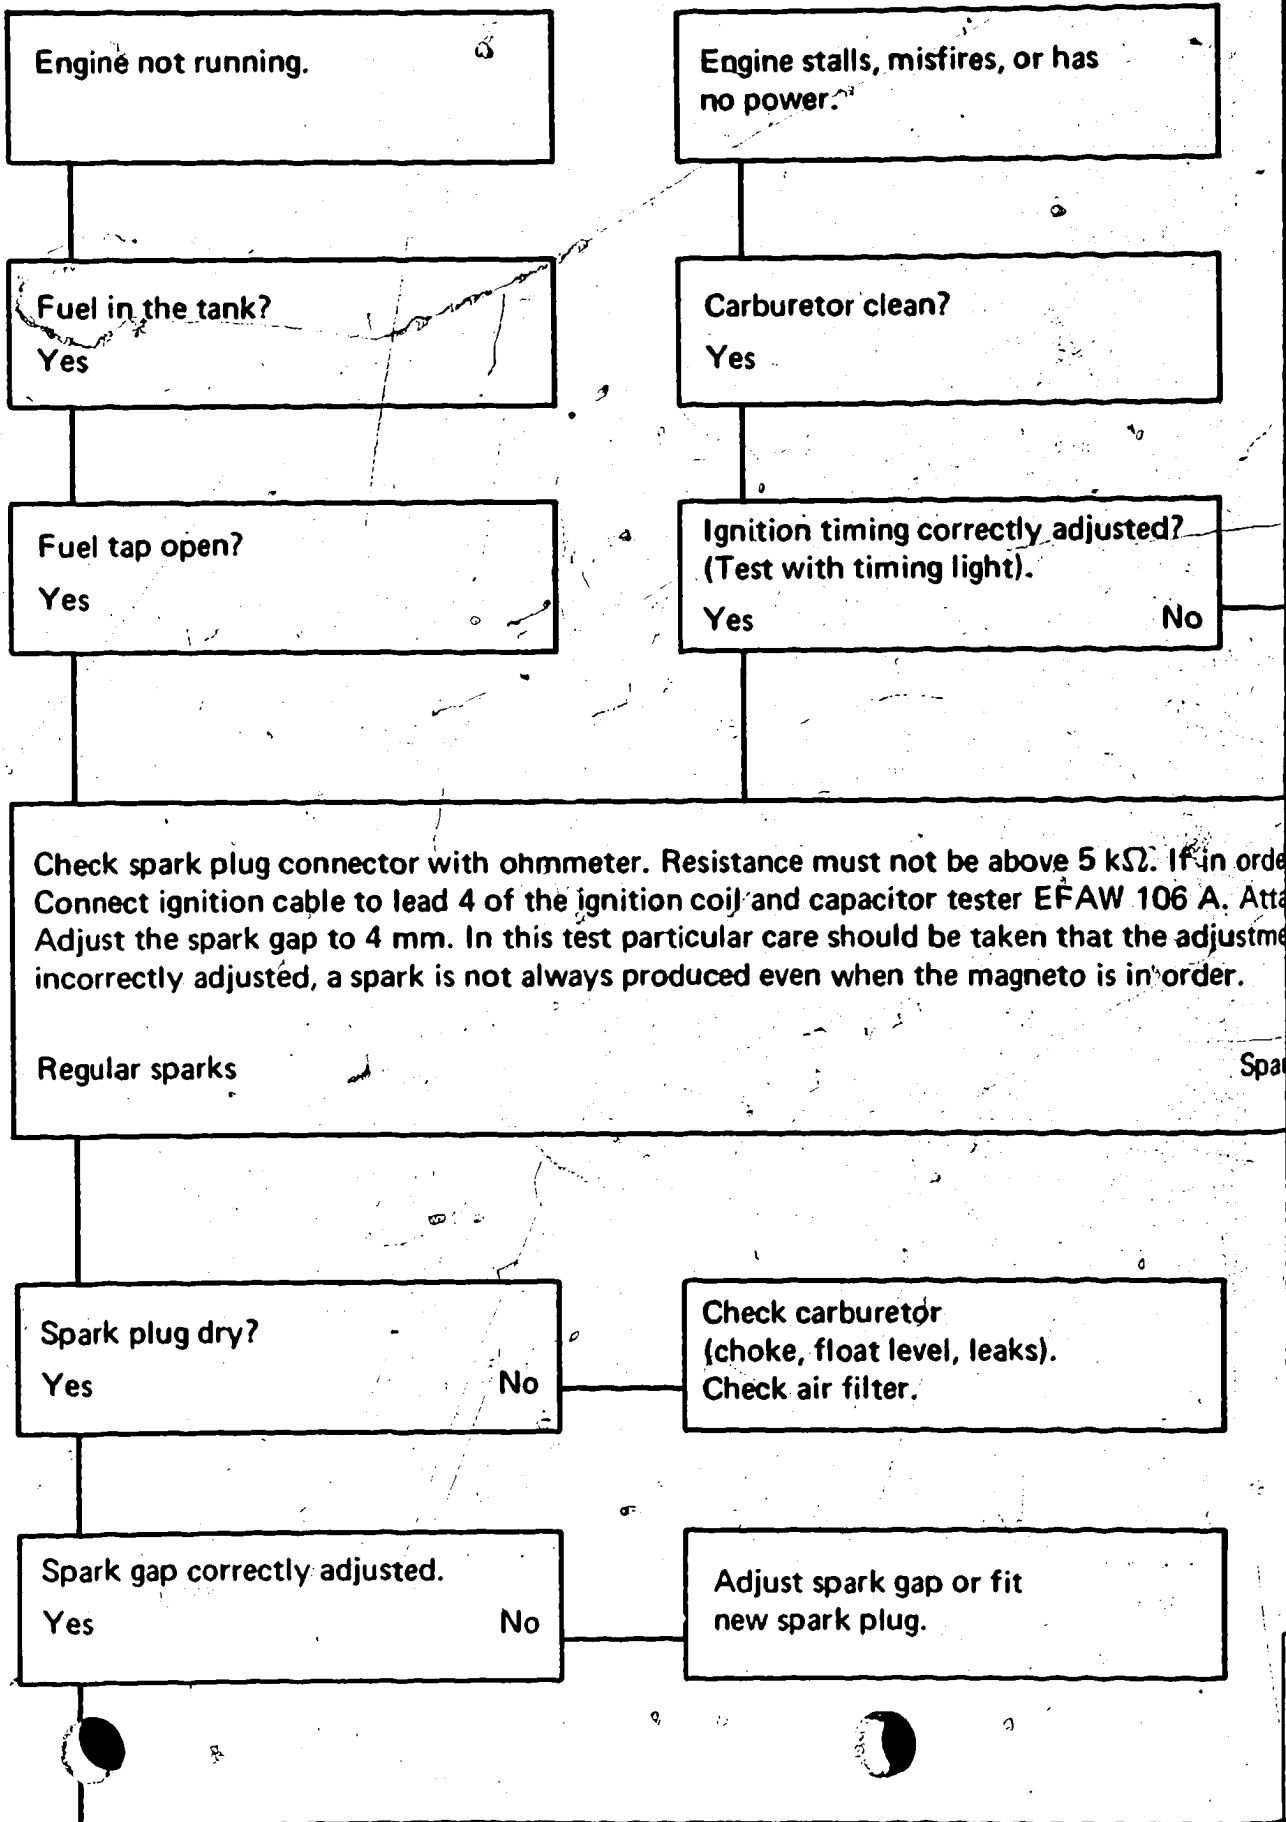 Engine not running.
Engine stalls, misfires, or has
no power.
Fuel in the tank?
Yes
Carburetor clean?
Yes
Fuel tap open?
Yes
Ignition timing correctly adjusted?
(Test with timing light).
Yes No
Check spark plug connector with ohmmeter. Resistance must not be above 5 kΩ. If in orde
Connect ignition cable to lead 4 of the ignition coil and capacitor tester EFAW 106 A. Atta
Adjust the spark gap to 4 mm. In this test particular care should be taken that the adjustme
incorrectly adjusted, a spark is not always produced even when the magneto is in order.
Regular sparks Spar
Spark plug dry?
Yes No
Check carburetor
(choke, float level, leaks).
Check air filter.
Spark gap correctly adjusted.
Yes No
Adjust spark gap or fit
new spark plug.